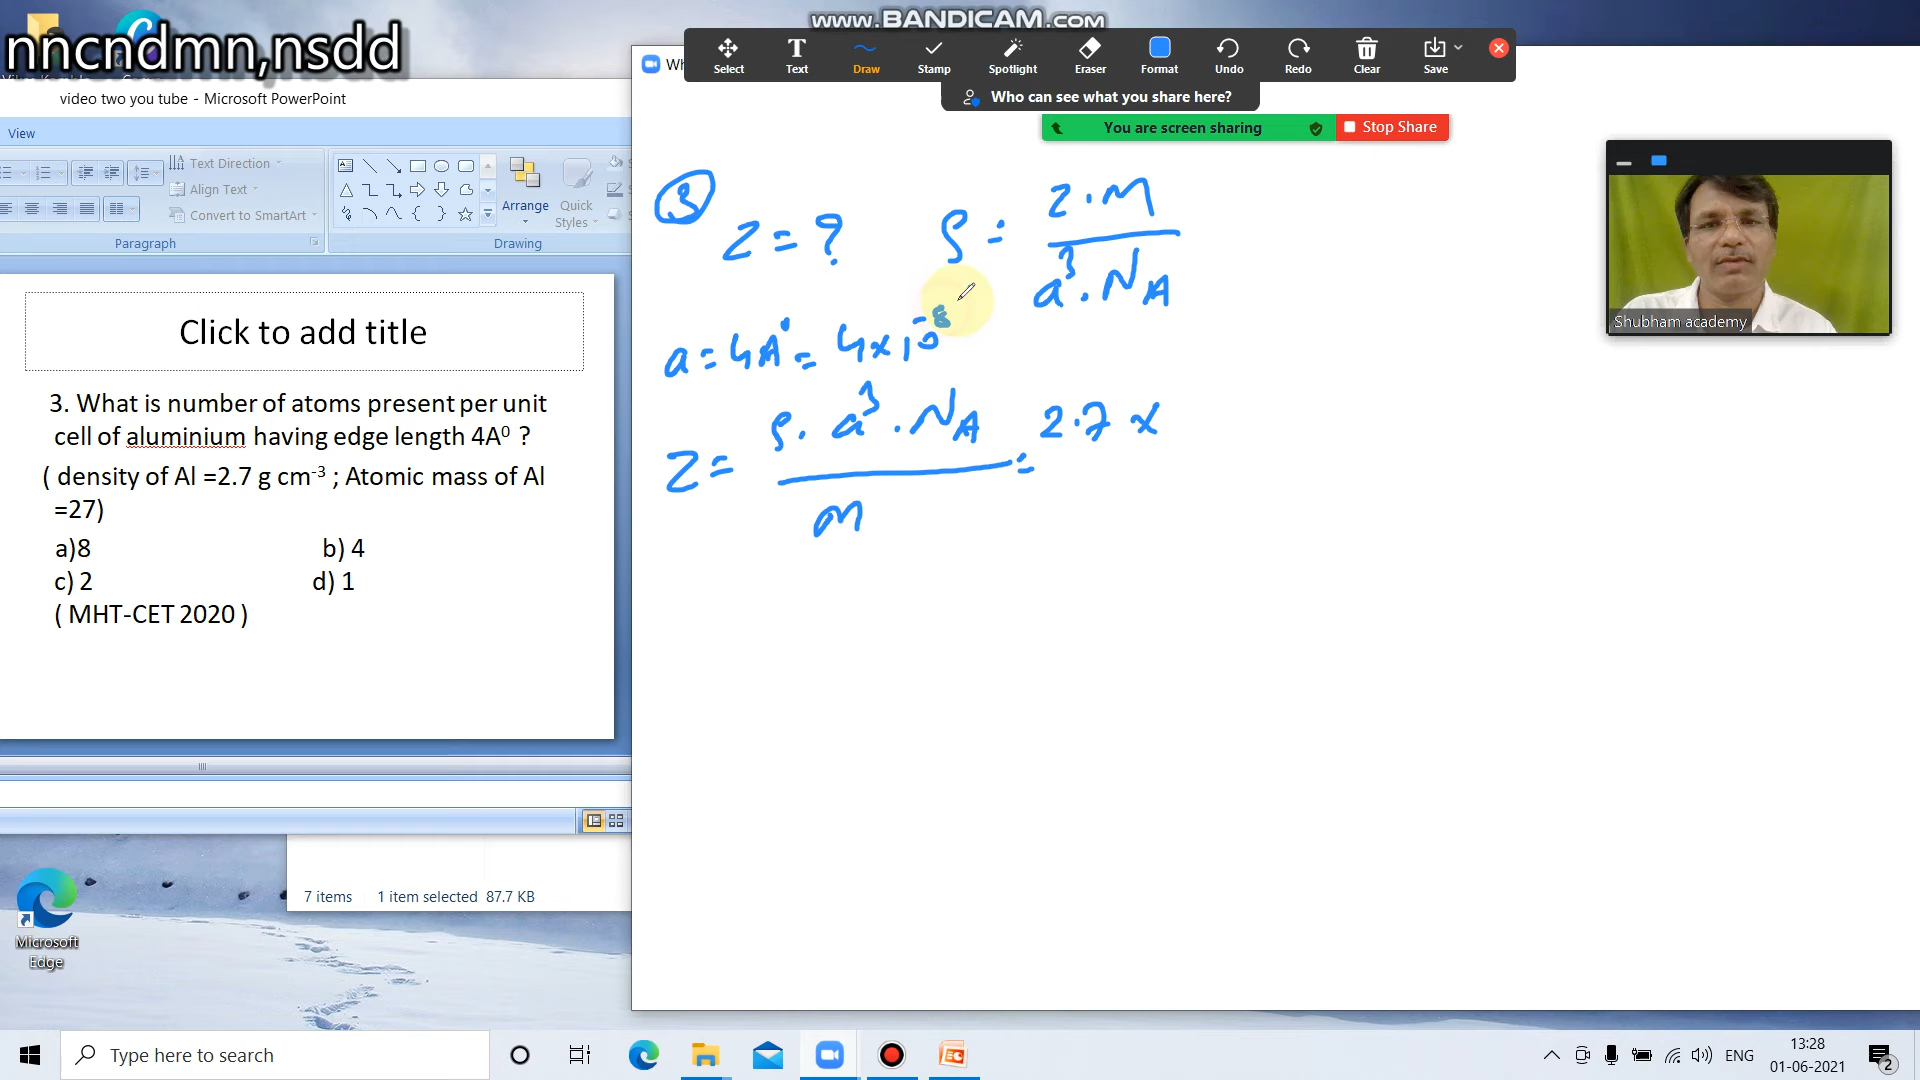 www.BANDICAM.com
nncndmn,nsdd
video two you tube - Microsoft PowerPoint
View
Text Direction
Align Text
Convert to SmartArt
Arrange
Quick
Styles
Paragraph
Drawing
Click to add title
3. What is number of atoms present per unit
cell of aluminium having edge length 4A⁰ ?
( density of Al =2.7 g cm⁻³ ; Atomic mass of Al
=27)
a)8 b) 4
c) 2 d) 1
( MHT-CET 2020 )
7 items 1 item selected 87.7 KB
Microsoft
Edge
Select Text Draw Stamp Spotlight Eraser Format Undo Redo Clear Save
Who can see what you share here?
You are screen sharing Stop Share
③
Z = ? ρ = Z·M / a³·N_A
a = 4A° = 4×10⁻⁸
Z = ρ·a³·N_A / M = 2.7 ×
Shubham academy
Type here to search
ENG
13:28
01-06-2021
2